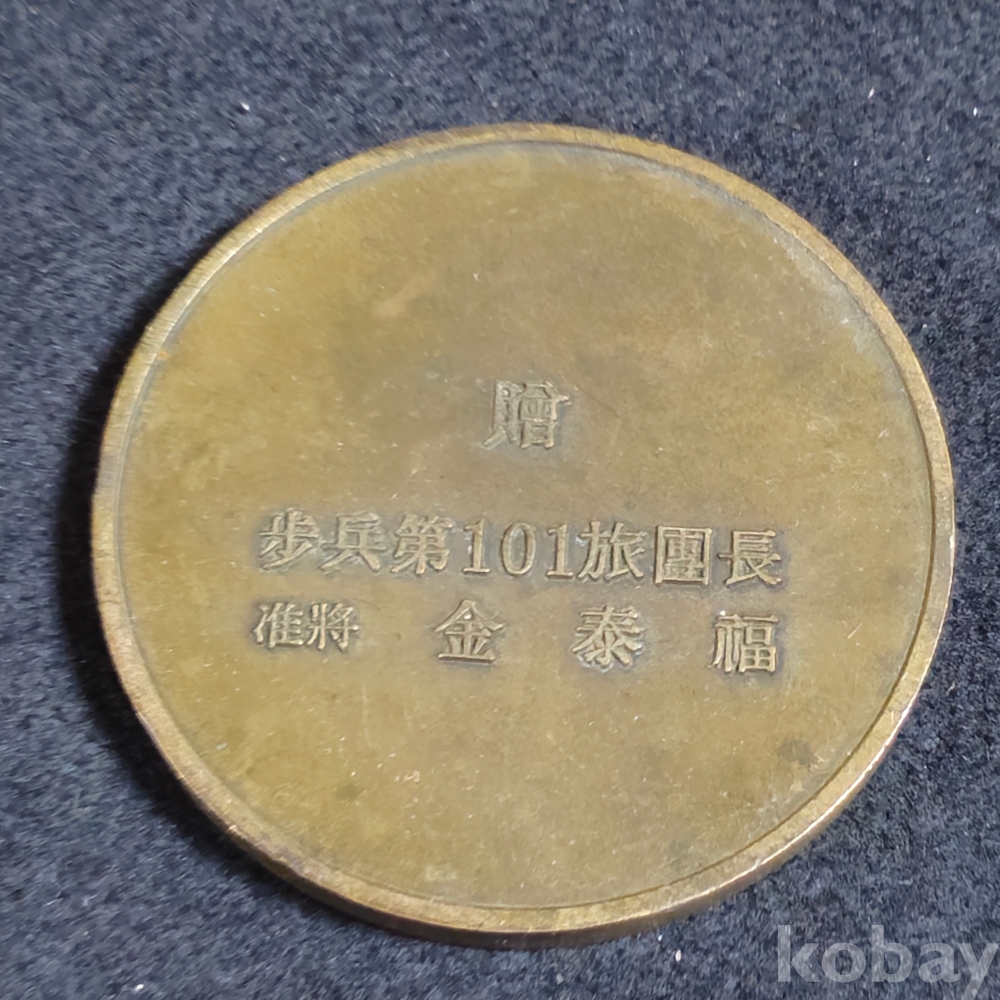 贈
步兵第101旅團長
准將 金泰福
kobay